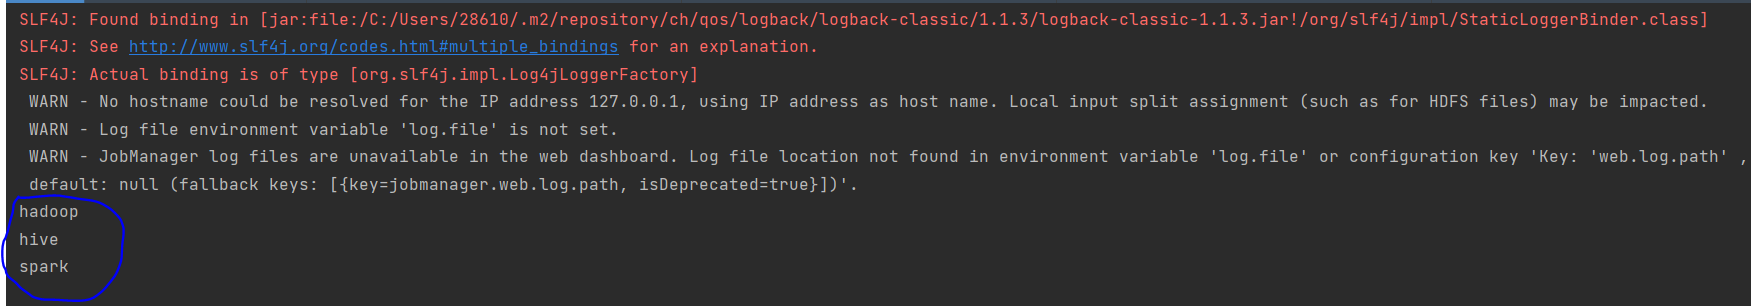 SLF4J: Found binding in [jar:file:/C:/Users/28610/.m2/repository/ch/qos/logback/logback-classic/1.1.3/logback-classic-1.1.3.jar!/org/slf4j/impl/StaticLoggerBinder.class]
SLF4J: See http://www.slf4j.org/codes.html#multiple_bindings for an explanation.
SLF4J: Actual binding is of type [org.slf4j.impl.Log4jLoggerFactory]
WARN - No hostname could be resolved for the IP address 127.0.0.1, using IP address as host name. Local input split assignment (such as for HDFS files) may be impacted.
WARN - Log file environment variable 'log.file' is not set.
WARN - JobManager log files are unavailable in the web dashboard. Log file location not found in environment variable 'log.file' or configuration key 'Key: 'web.log.path' ,
default: null (fallback keys: [{key=jobmanager.web.log.path, isDeprecated=true}])'.
hadoop
hive
spark